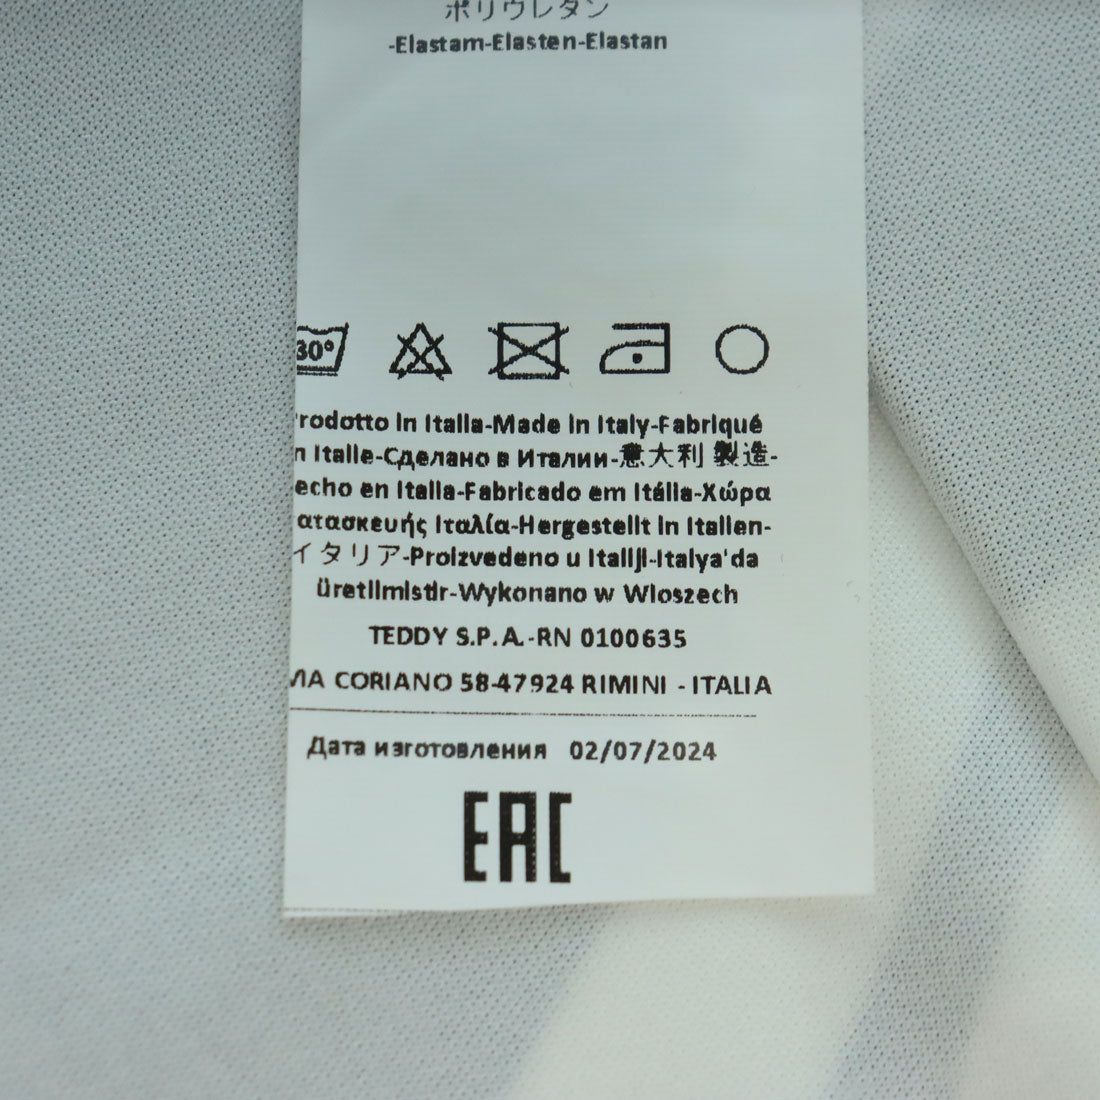 ポリウレタン
-Elastam-Elasten-Elastan
30°
rodotto in Italia-Made in Italy-Fabriqué
n Italie-Сделано в Италии-意大利 製造-
echo en Italia-Fabricado em Itália-Χώρα
ατασκευής Ιταλία-Hergestellt in Italien-
イタリア-Proizvedeno u Italiji-Italya'da
üretilmistir-Wykonano w Wloszech
TEDDY S.P.A.-RN 0100635
VIA CORIANO 58-47924 RIMINI - ITALIA
Дата изготовления 02/07/2024
EAC